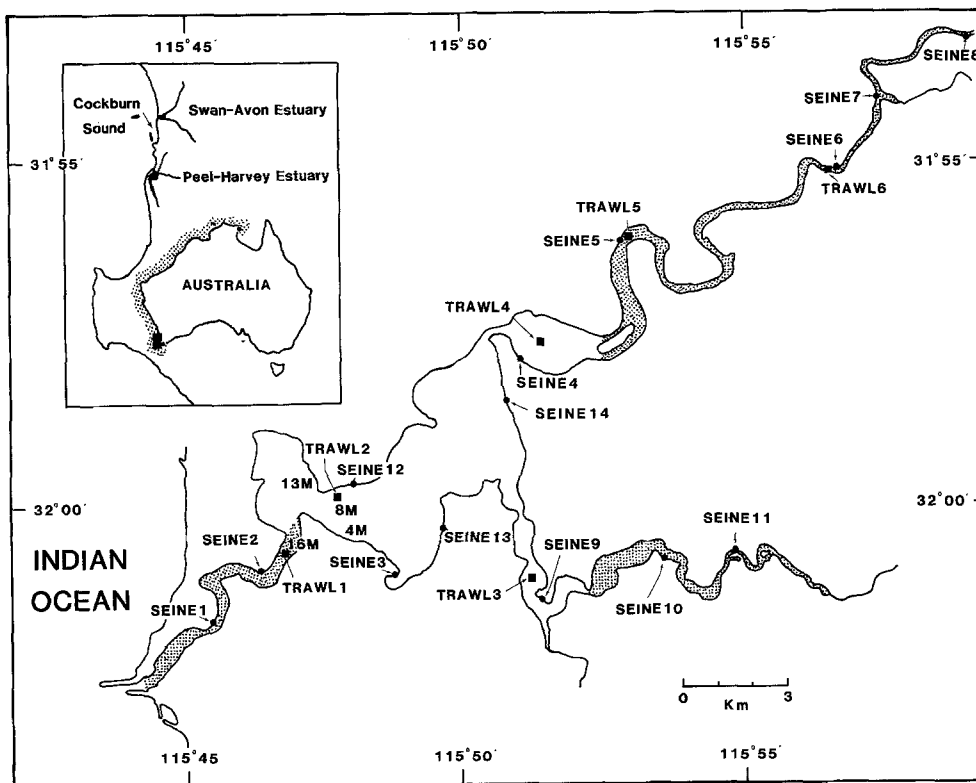 115°45′ 115°50′ 115°55′
SEINE8
Cockburn
Sound
Swan-Avon Estuary
SEINE7
SEINE6
31°55′
31°55′
Peel-Harvey Estuary
TRAWL6
TRAWL5
SEINE5
AUSTRALIA
TRAWL4
SEINE4
SEINE14
TRAWL2
SEINE12
13M
8M
32°00′
32°00′
4M
SEINE11
SEINE2
16M
SEINE13
INDIAN
OCEAN
SEINE3
SEINE9
TRAWL1
TRAWL3
SEINE10
SEINE1
0 3
Km
115°45′ 115°50′ 115°55′